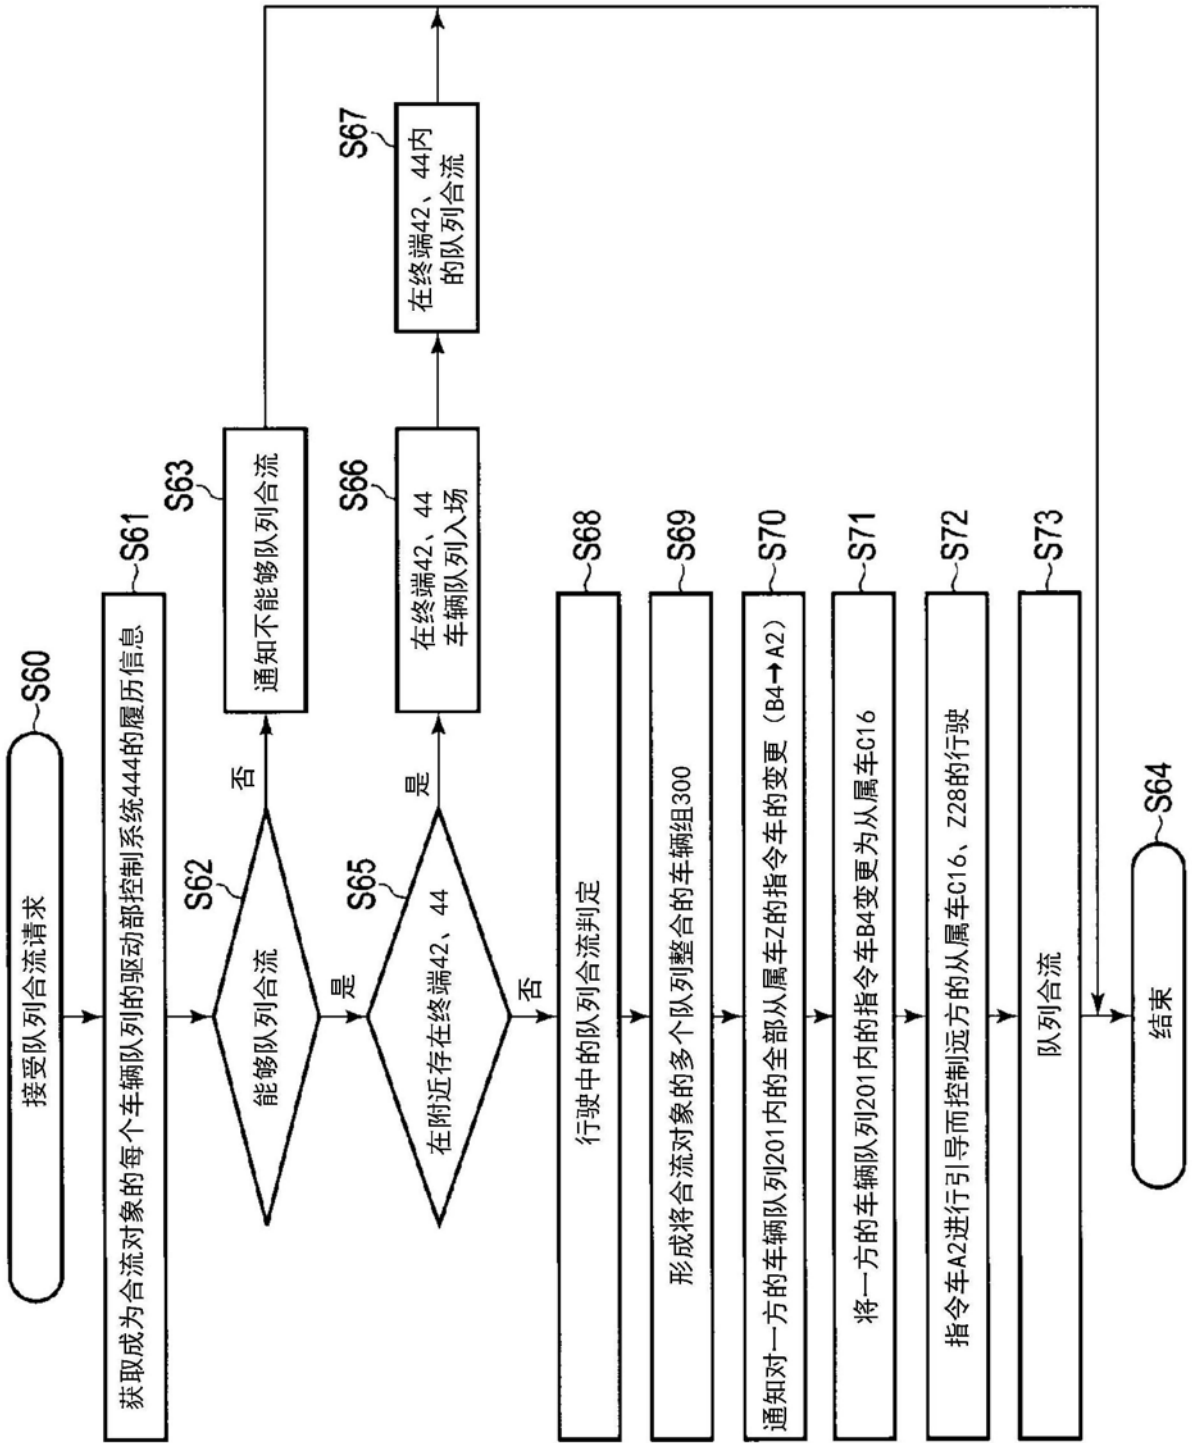 S60
接受队列合流请求
S61
获取成为合流对象的每个车辆队列的驱动部控制系统444的履历信息
S62
能够队列合流
否
是
S63
通知不能够队列合流
S65
在附近存在终端42、44
是
否
S66
在终端42、44
车辆队列入场
S67
在终端42、44内
的队列合流
S68
行驶中的队列合流判定
S69
形成将合流对象的多个队列整合的车辆组300
S70
通知对一方的车辆队列201内的全部从属车Z的指令车的变更（B4→A2）
S71
将一方的车辆队列201内的指令车B4变更为从属车C16
S72
指令车A2进行引导而控制远方的从属车C16、Z28的行驶
S73
队列合流
S64
结束